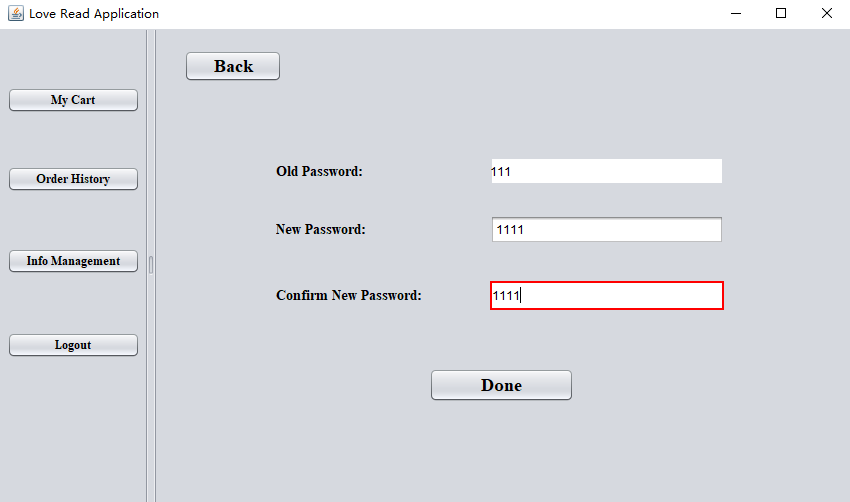 Love Read Application
Back
My Cart
Old Password: 111
Order History
New Password: 1111
Info Management
Confirm New Password: 1111
Logout
Done